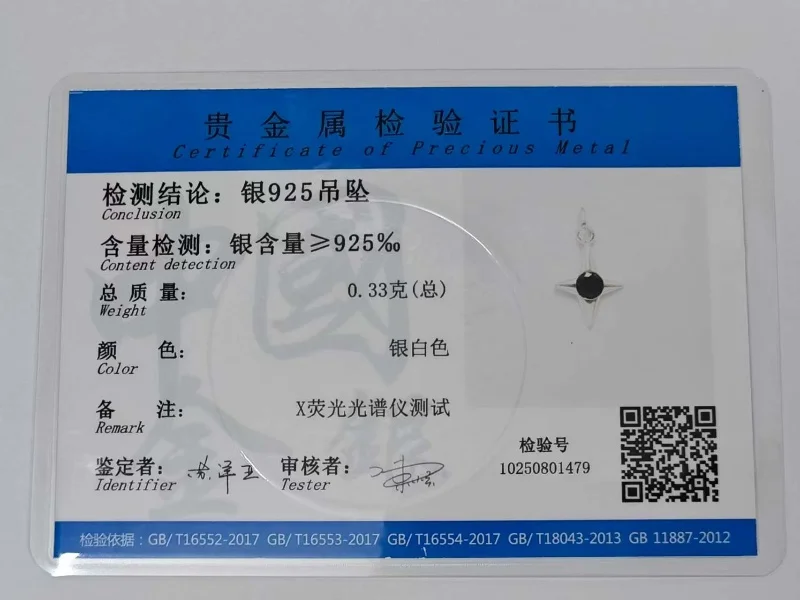 贵金属检验证书
Certificate of Precious Metal
检测结论：银925吊坠
Conclusion
含量检测：银含量≥925‰
Content detection
总质量： 0.33克(总)
Weight
颜色： 银白色
Color
备注： X荧光光谱仪测试
Remark
鉴定者： 苏泽亚 审核者：
Identifier Tester
检验号
10250801479
检验依据：GB/T16552-2017 GB/T16553-2017 GB/T16554-2017 GB/T18043-2013 GB 11887-2012